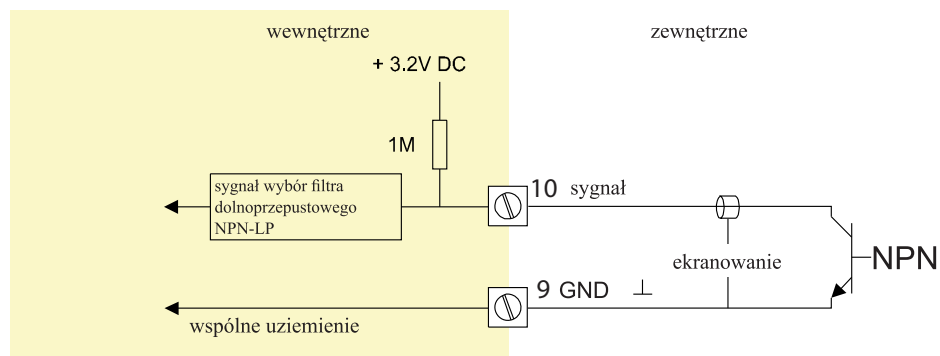 wewnętrzne
zewnętrzne
+ 3.2V DC
1M
sygnał wybór filtra
dolnoprzepustowego
NPN-LP
10 sygnał
NPN
ekranowanie
9 GND ⊥
wspólne uziemienie